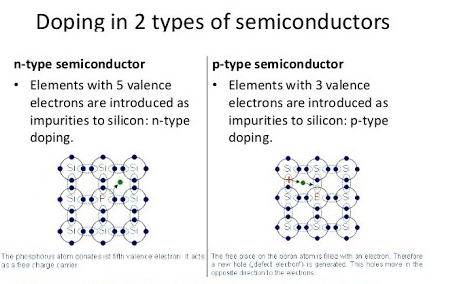 Doping in 2 types of semiconductors
n-type semiconductor
• Elements with 5 valence
electrons are introduced as
impurities to silicon: n-type
doping.
Si Si Si
Si P Si
Si Si Si
The phosphorus atom donates ist fifth valence electron. It acts
as a free charge carrier.
p-type semiconductor
• Elements with 3 valence
electrons are introduced as
impurities to silicon: p-type
doping.
Si Si Si
Si B Si
Si Si Si
The free place on the boron atom is filled with an electron. Therefore
a new hole („defect electron") is generated. This holes move in the
opposite direction to the electrons